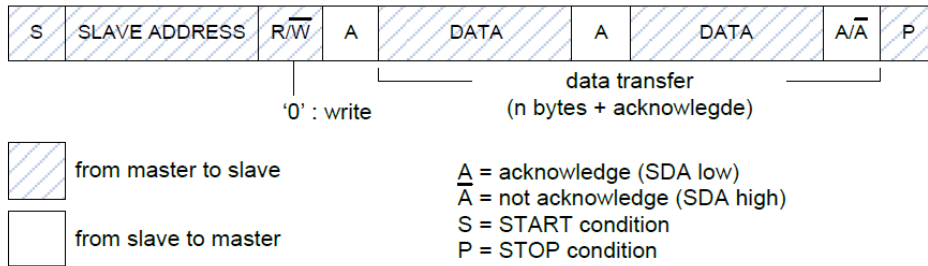 S SLAVE ADDRESS R/W̅ A DATA A DATA A/A̅ P
data transfer
'0' : write (n bytes + acknowlegde)
from master to slave
A = acknowledge (SDA low)
A̅ = not acknowledge (SDA high)
S = START condition
from slave to master
P = STOP condition